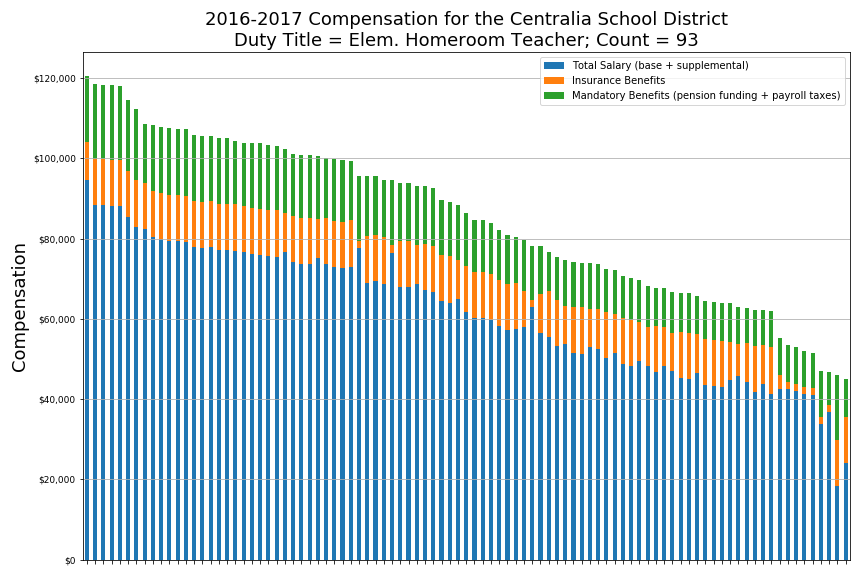 2016-2017 Compensation for the Centralia School District
Duty Title = Elem. Homeroom Teacher; Count = 93
Total Salary (base + supplemental)
Insurance Benefits
Mandatory Benefits (pension funding + payroll taxes)
Compensation
$120,000
$100,000
$80,000
$60,000
$40,000
$20,000
$0